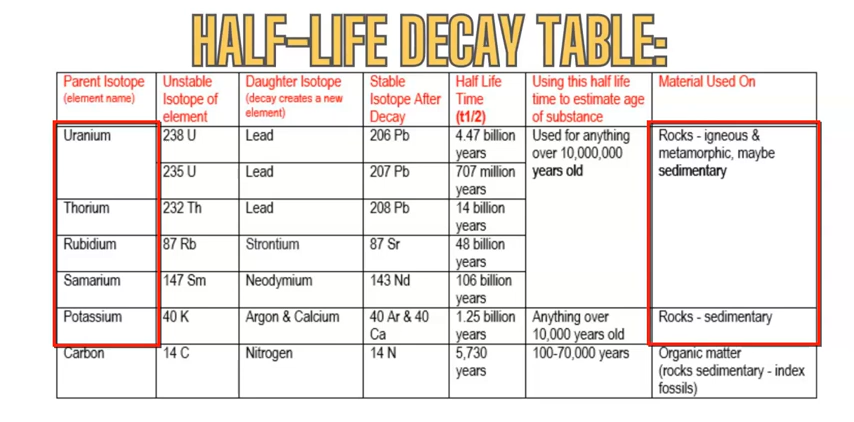 HALF-LIFE DECAY TABLE:
Parent Isotope
(element name)
Unstable
Isotope of
element
Daughter Isotope
(decay creates a new
element)
Stable
Isotope After
Decay
Half Life
Time
(t1/2)
Using this half life
time to estimate age
of substance
Material Used On
Uranium
238 U
Lead
206 Pb
4.47 billion
years
Used for anything
over 10,000,000
years old
Rocks - igneous &
metamorphic, maybe
sedimentary
235 U
Lead
207 Pb
707 million
years
Thorium
232 Th
Lead
208 Pb
14 billion
years
Rubidium
87 Rb
Strontium
87 Sr
48 billion
years
Samarium
147 Sm
Neodymium
143 Nd
106 billion
years
Potassium
40 K
Argon & Calcium
40 Ar & 40
Ca
1.25 billion
years
Anything over
10,000 years old
Rocks - sedimentary
Carbon
14 C
Nitrogen
14 N
5,730
years
100-70,000 years
Organic matter
(rocks sedimentary - index
fossils)